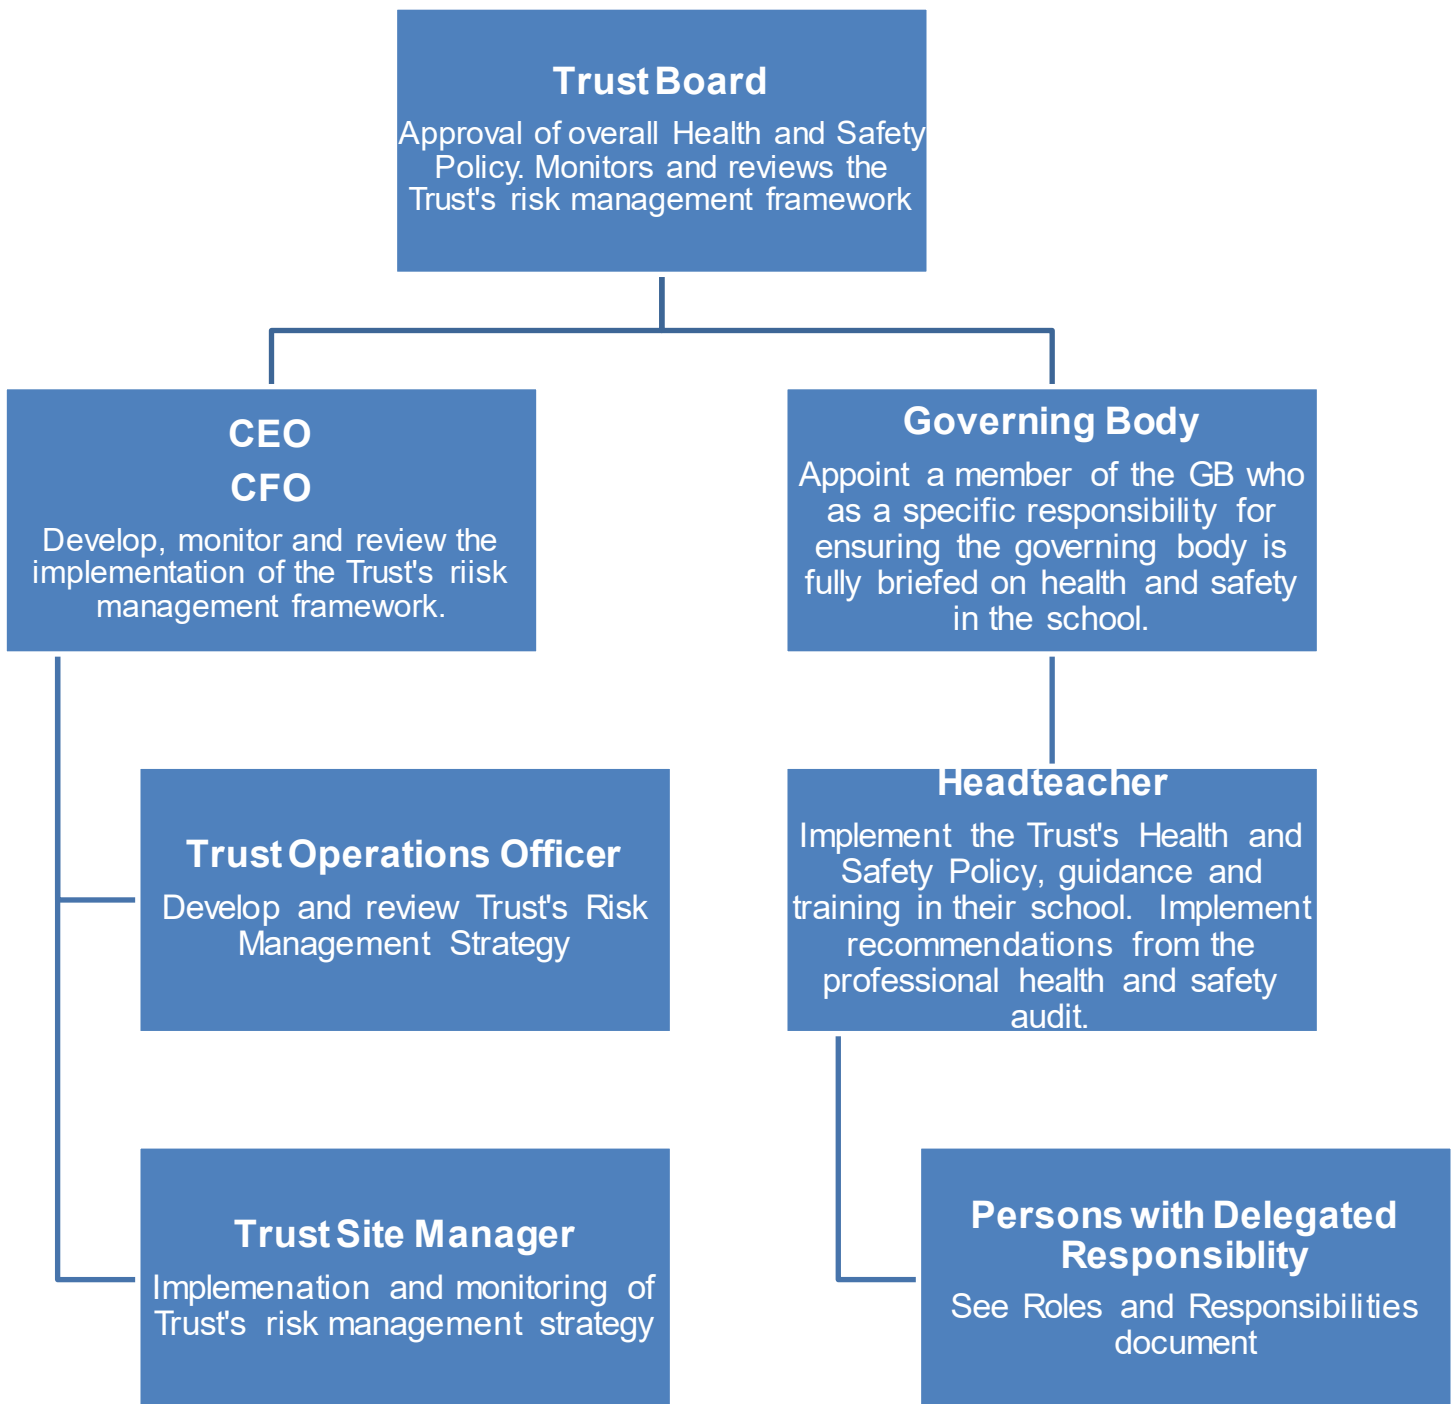 Trust Board
Approval of overall Health and Safety
Policy. Monitors and reviews the
Trust's risk management framework
CEO
CFO
Develop, monitor and review the
implementation of the Trust's riisk
management framework.
Governing Body
Appoint a member of the GB who
as a specific responsibility for
ensuring the governing body is
fully briefed on health and safety
in the school.
Trust Operations Officer
Develop and review Trust's Risk
Management Strategy
Headteacher
Implement the Trust's Health and
Safety Policy, guidance and
training in their school. Implement
recommendations from the
professional health and safety
audit.
Trust Site Manager
Implemenation and monitoring of
Trust's risk management strategy
Persons with Delegated
Responsiblity
See Roles and Responsibilities
document